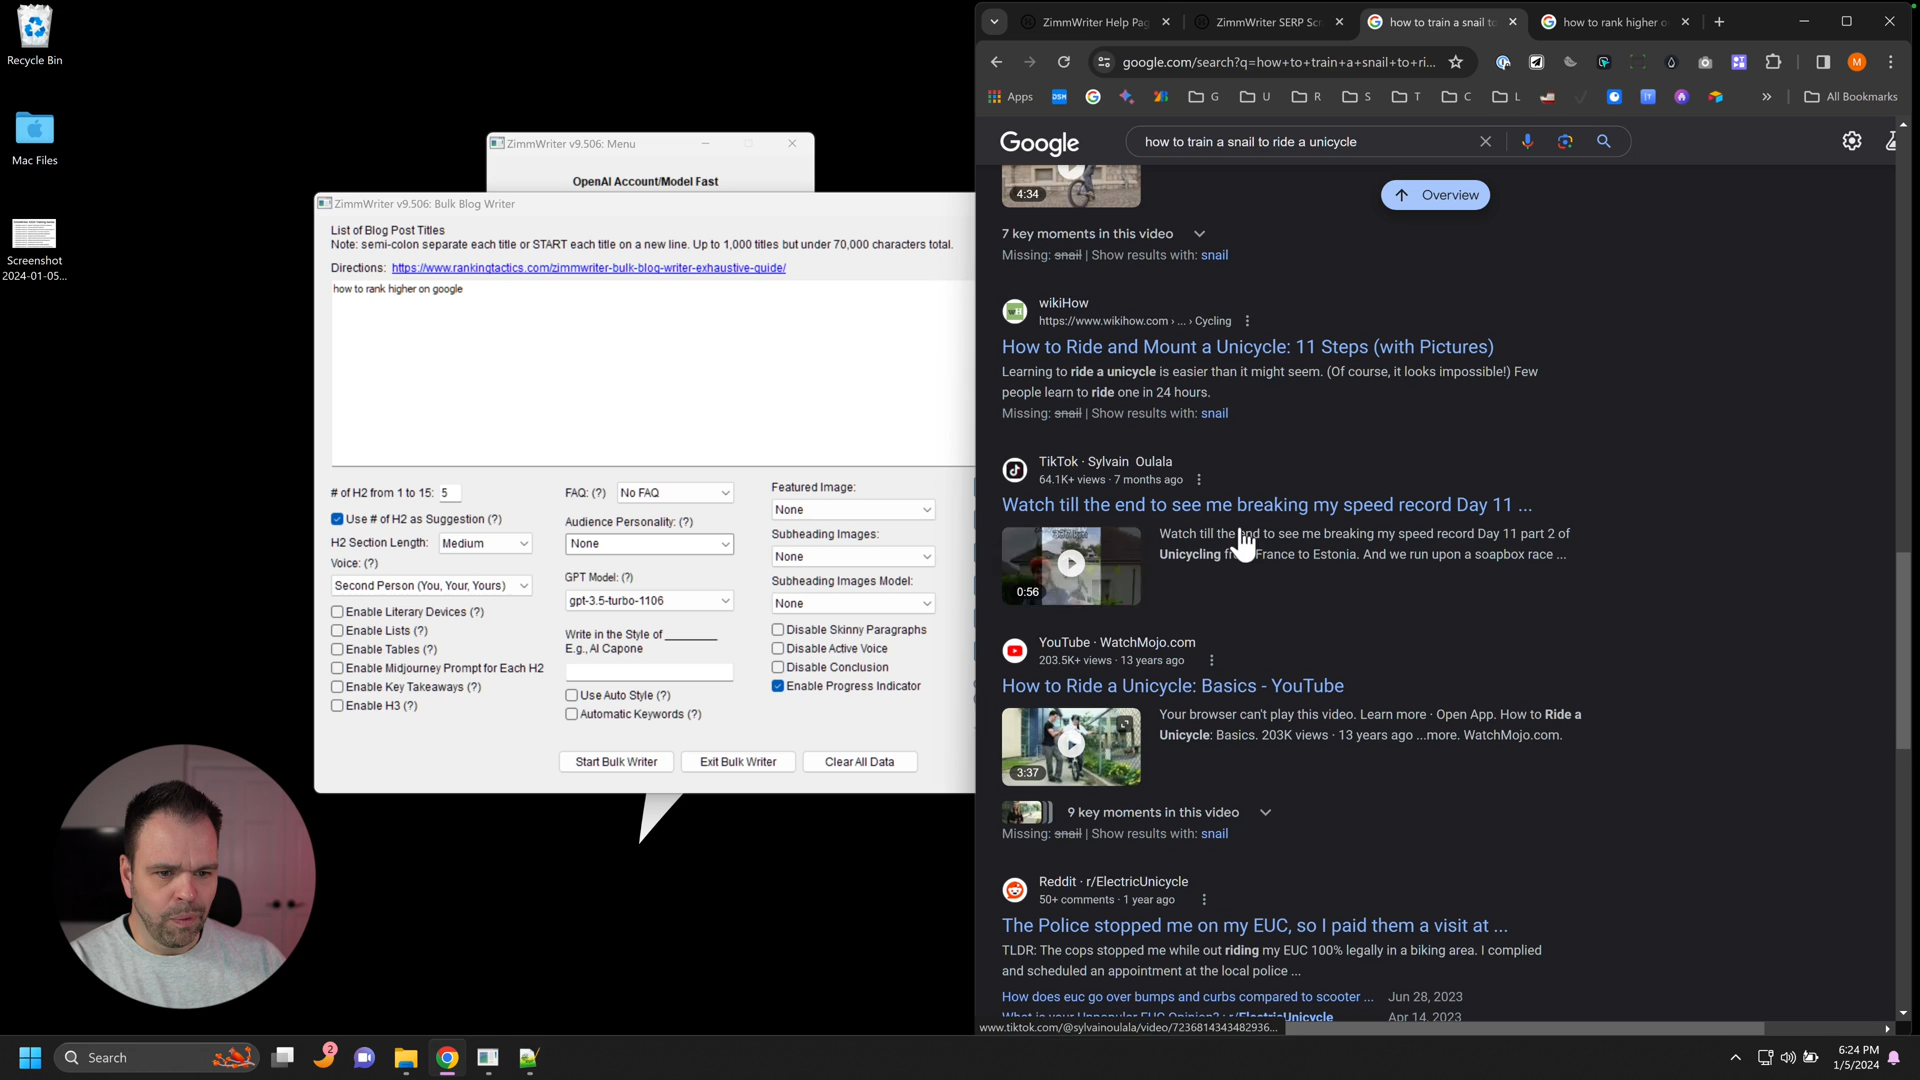 Recycle Bin
Mac Files
Screenshot
2024-01-05...
ZimmWriter v9.506: Menu
OpenAI Account/Model Fast
ZimmWriter v9.506: Bulk Blog Writer
List of Blog Post Titles
Note: semi-colon separate each title or START each title on a new line. Up to 1,000 titles but under 70,000 characters total.
Directions: https://www.rankingtactics.com/zimmwriter-bulk-blog-writer-exhaustive-guide/
how to rank higher on google
# of H2 from 1 to 15: 5
Use # of H2 as Suggestion (?)
H2 Section Length: Medium
Voice: (?)
Second Person (You, Your, Yours)
Enable Literary Devices (?)
Enable Lists (?)
Enable Tables (?)
Enable Midjourney Prompt for Each H2
Enable Key Takeaways (?)
Enable H3 (?)
FAQ: (?) No FAQ
Audience Personality: (?)
None
GPT Model: (?)
gpt-3.5-turbo-1106
Write in the Style of ________
E.g., Al Capone
Use Auto Style (?)
Automatic Keywords (?)
Featured Image:
None
Subheading Images:
None
Subheading Images Model:
None
Disable Skinny Paragraphs
Disable Active Voice
Disable Conclusion
Enable Progress Indicator
Start Bulk Writer
Exit Bulk Writer
Clear All Data
ZimmWriter Help Pag
ZimmWriter SERP Scr
how to train a snail to
how to rank higher o
google.com/search?q=how+to+train+a+snail+to+ri...
M
Apps
DSM
G
U
R
S
T
C
L
All Bookmarks
Google
how to train a snail to ride a unicycle
Overview
4:34
7 key moments in this video
Missing: snail | Show results with: snail
wikiHow
https://www.wikihow.com › ... › Cycling
How to Ride and Mount a Unicycle: 11 Steps (with Pictures)
Learning to ride a unicycle is easier than it might seem. (Of course, it looks impossible!) Few
people learn to ride one in 24 hours.
Missing: snail | Show results with: snail
TikTok · Sylvain Oulala
64.1K+ views · 7 months ago
Watch till the end to see me breaking my speed record Day 11 ...
0:56
Watch till the end to see me breaking my speed record Day 11 part 2 of
Unicycling France to Estonia. And we run upon a soapbox race ...
YouTube · WatchMojo.com
203.5K+ views · 13 years ago
How to Ride a Unicycle: Basics - YouTube
3:37
Your browser can't play this video. Learn more · Open App. How to Ride a
Unicycle: Basics. 203K views · 13 years ago ...more. WatchMojo.com.
9 key moments in this video
Missing: snail | Show results with: snail
Reddit · r/ElectricUnicycle
50+ comments · 1 year ago
The Police stopped me on my EUC, so I paid them a visit at ...
TLDR: The cops stopped me while out riding my EUC 100% legally in a biking area. I complied
and scheduled an appointment at the local police ...
How does euc go over bumps and curbs compared to scooter ... Jun 28, 2023
What is your Unpopular EUC Opinion? : r/ElectricUnicycle Apr 14, 2023
www.tiktok.com/@sylvainoulala/video/7236814343482936...
Search
2
6:24 PM
1/5/2024